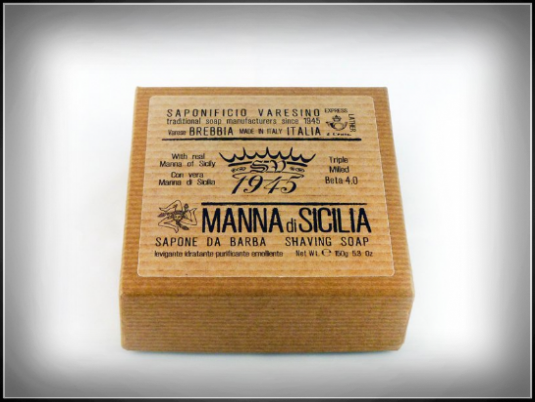 SAPONIFICIO VARESINO
traditional soap manufacturers since 1945
Varese BREBBIA MADE IN ITALY ITALIA
EXPRESS
With real
Manna of Sicily
Con vera
Manna di Sicilia
SV
1945
Triple
Milled
Beta 4.0
MANNA di SICILIA
SAPONE DA BARBA SHAVING SOAP
levigante idratante purificante emolliente Net. Wt. ℮ 150g 5.3 Oz